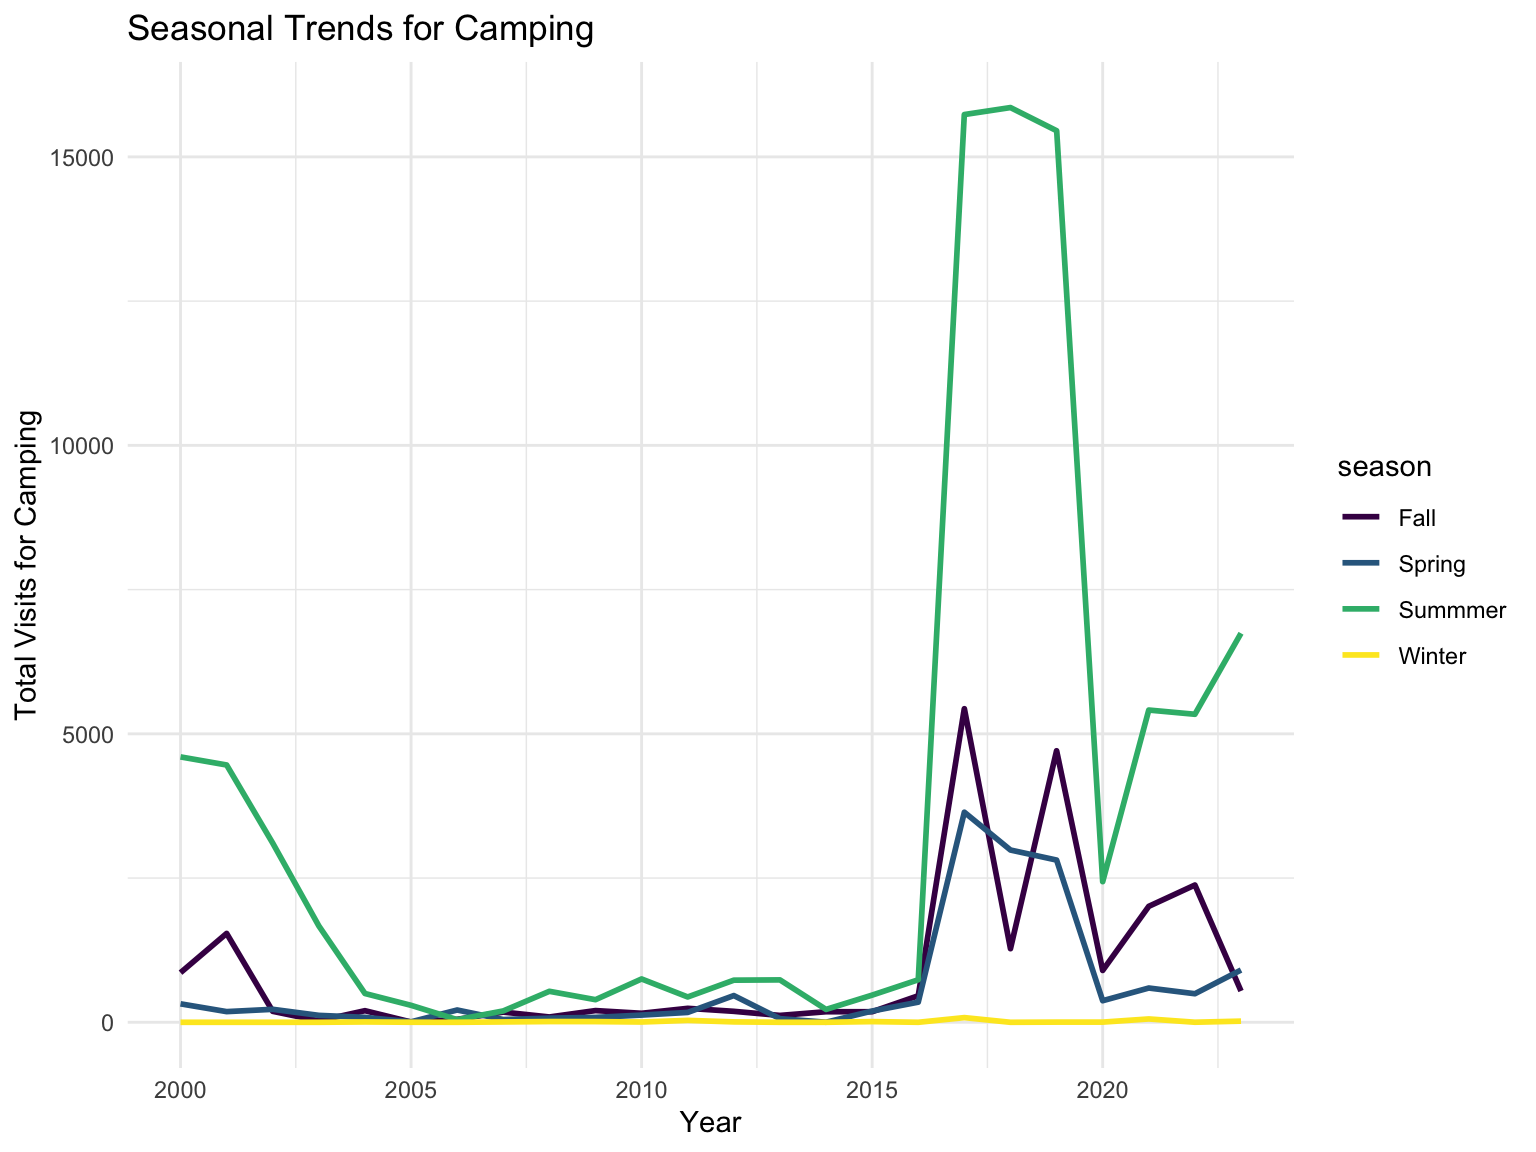 Seasonal Trends for Camping
Total Visits for Camping
15000
10000
5000
0
2000
2005
2010
2015
2020
Year
season
Fall
Spring
Summmer
Winter